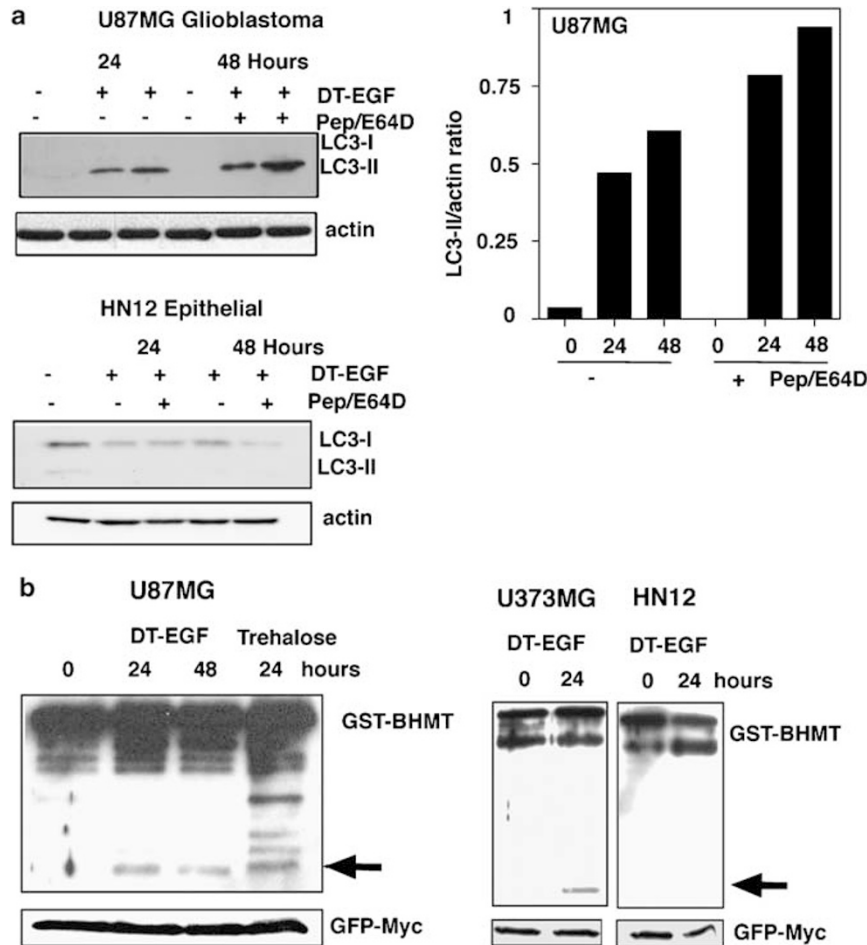 a
U87MG Glioblastoma
24 48 Hours
- + + - + + DT-EGF
- - - - + + Pep/E64D
LC3-I
LC3-II
actin
HN12 Epithelial
24 48 Hours
- + + + + DT-EGF
- - + - + Pep/E64D
LC3-I
LC3-II
actin
U87MG
LC3-II/actin ratio
1
0.75
0.5
0.25
0
0 24 48 0 24 48
- + Pep/E64D
b
U87MG
DT-EGF Trehalose
0 24 48 24 hours
GST-BHMT
GFP-Myc
U373MG HN12
DT-EGF DT-EGF
0 24 0 24 hours
GST-BHMT
GFP-Myc